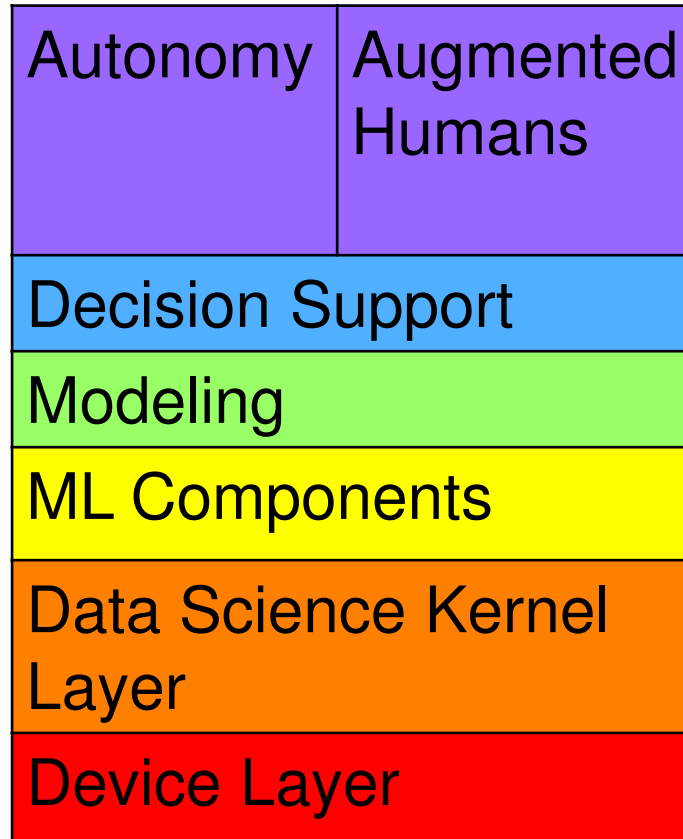 Autonomy
Augmented
Humans
Decision Support
Modeling
ML Components
Data Science Kernel
Layer
Device Layer